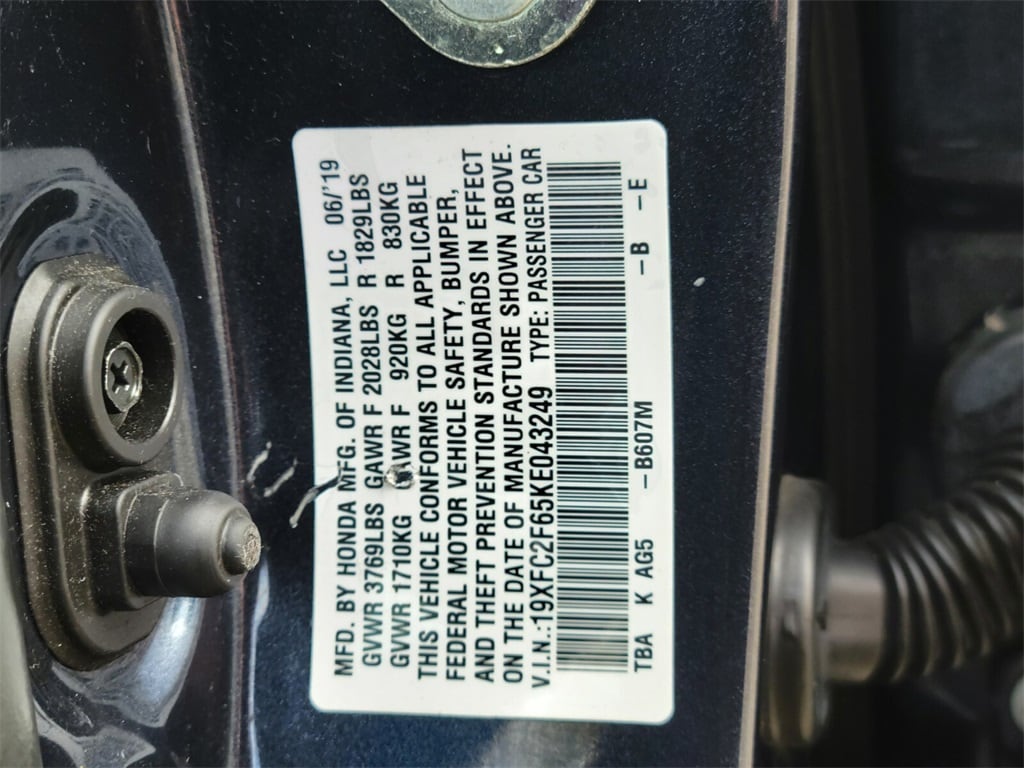 MFD. BY HONDA MFG. OF INDIANA, LLC 06/'19
GVWR 3769LBS GAWR F 2028LBS R 1829LBS
GVWR 1710KG GAWR F 920KG R 830KG
THIS VEHICLE CONFORMS TO ALL APPLICABLE
FEDERAL MOTOR VEHICLE SAFETY, BUMPER,
AND THEFT PREVENTION STANDARDS IN EFFECT
ON THE DATE OF MANUFACTURE SHOWN ABOVE.
V.I.N.:19XFC2F65KE043249 TYPE: PASSENGER CAR
TBA K AG5 –B607M –B –E